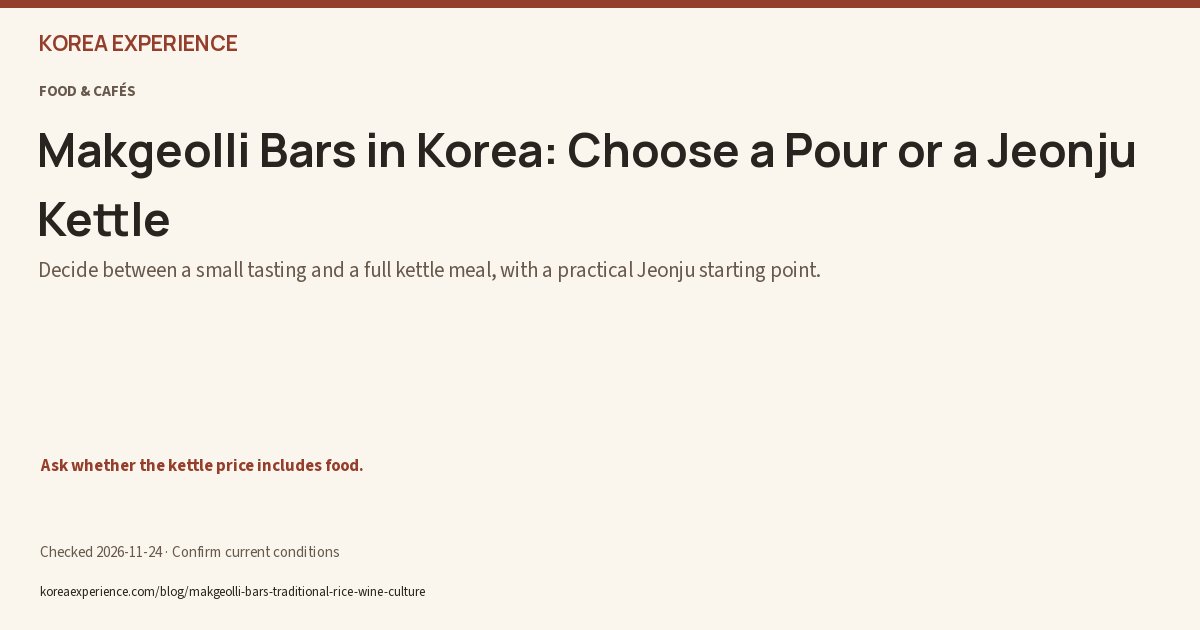 KOREA EXPERIENCE
FOOD & CAFÉS
Makgeolli Bars in Korea: Choose a Pour or a Jeonju
Kettle
Decide between a small tasting and a full kettle meal, with a practical Jeonju starting point.
Ask whether the kettle price includes food.
Checked 2026-11-24 · Confirm current conditions
koreaexperience.com/blog/makgeolli-bars-traditional-rice-wine-culture